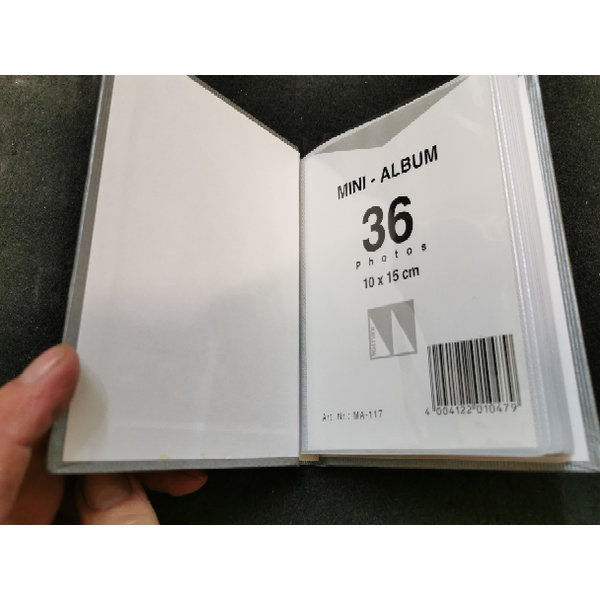 MINI - ALBUM
36
Photos
10 x 15 cm
Art. Nr.: MA-117
4 004122 010479